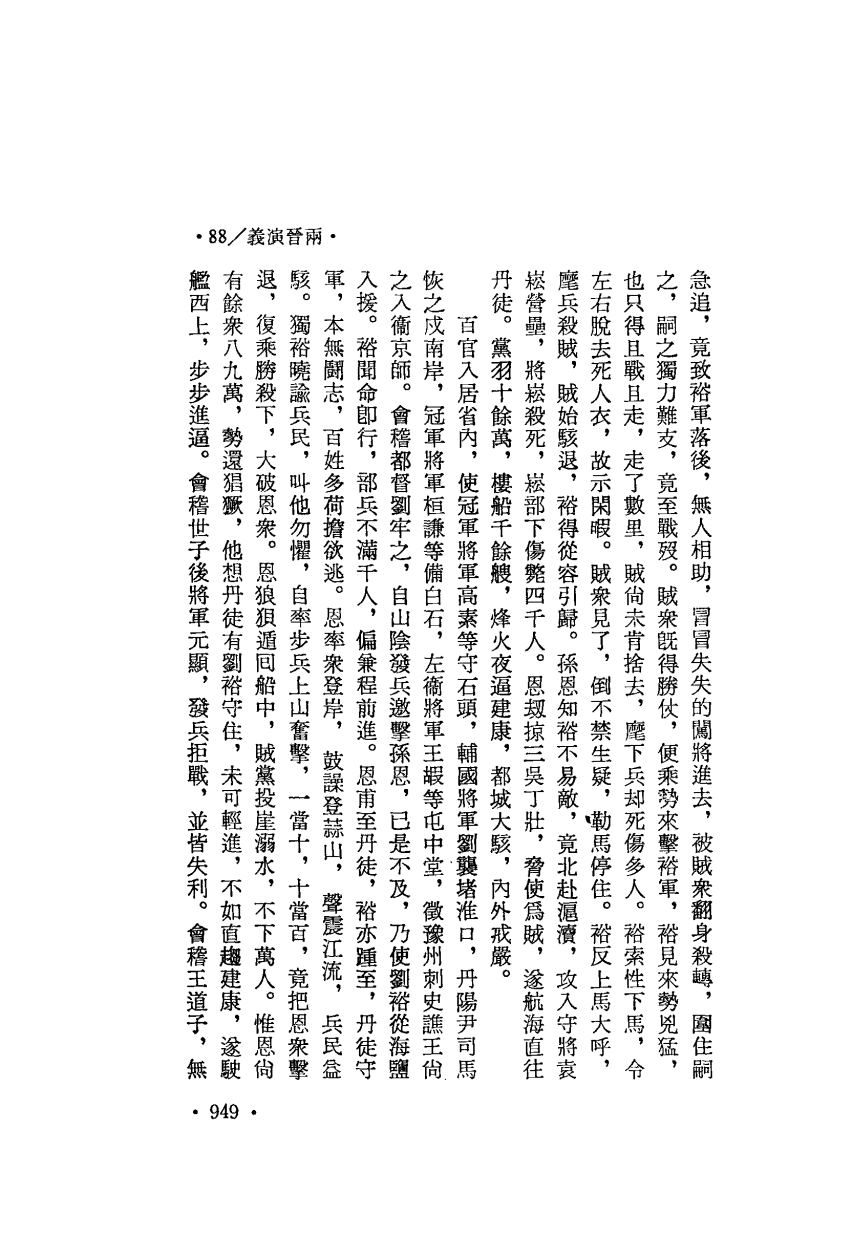 ·88／義演晉兩·
急追，竟致裕軍落後，無人相助，冒冒失失的闖將進去，被賊衆翻身殺轉，圍住嗣
之，嗣之獨力難支，竟至戰歿。賊衆旣得勝仗，便乘勢來擊裕軍，裕見來勢兇猛，
也只得且戰且走，走了數里，賊尙未肯捨去，麾下兵却死傷多人。裕索性下馬，令
左右脫去死人衣，故示閑暇。賊衆見了，倒不禁生疑，勒馬停住。裕反上馬大呼，
麾兵殺賊，賊始駭退，裕得從容引歸。孫恩知裕不易敵，竟北赴滬瀆，攻入守將袁
崧營壘，將崧殺死，崧部下傷斃四千人。恩刼掠三吳丁壯，脅使爲賊，遂航海直往
丹徒。黨羽十餘萬，樓船千餘艘，烽火夜逼建康，都城大駭，內外戒嚴。
百官入居省內，使冠軍將軍高素等守石頭，輔國將軍劉襲堵淮口，丹陽尹司馬
恢之戍南岸，冠軍將軍桓謙等備白石，左衞將軍王嘏等屯中堂，徵豫州刺史譙王尙
之入衞京師。會稽都督劉牢之，自山陰發兵邀擊孫恩，已是不及，乃使劉裕從海鹽
入援。裕聞命卽行，部兵不滿千人，偏兼程前進。恩甫至丹徒，裕亦踵至，丹徒守
軍，本無鬭志，百姓多荷擔欲逃。恩率衆登岸，鼓譟登蒜山，聲震江流，兵民益
駭。獨裕曉諭兵民，叫他勿懼，自率步兵上山奮擊，一當十，十當百，竟把恩衆擊
退，復乘勝殺下，大破恩衆。恩狼狽遁回船中，賊黨投崖溺水，不下萬人。惟恩尙
有餘衆八九萬，勢還猖獗，他想丹徒有劉裕守住，未可輕進，不如直趨建康，遂駛
艦西上，步步進逼。會稽世子後將軍元顯，發兵拒戰，並皆失利。會稽王道子，無
·949·